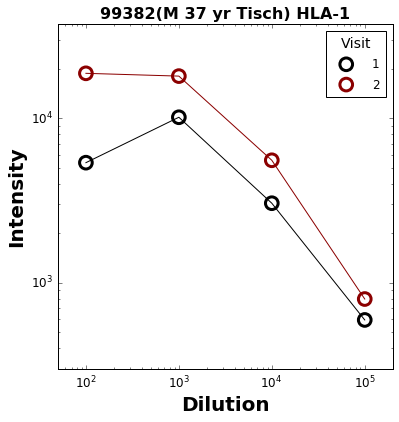 99382(M 37 yr Tisch) HLA-1
Visit
1
2
Intensity
10⁴
10³
10² 10³ 10⁴ 10⁵
Dilution